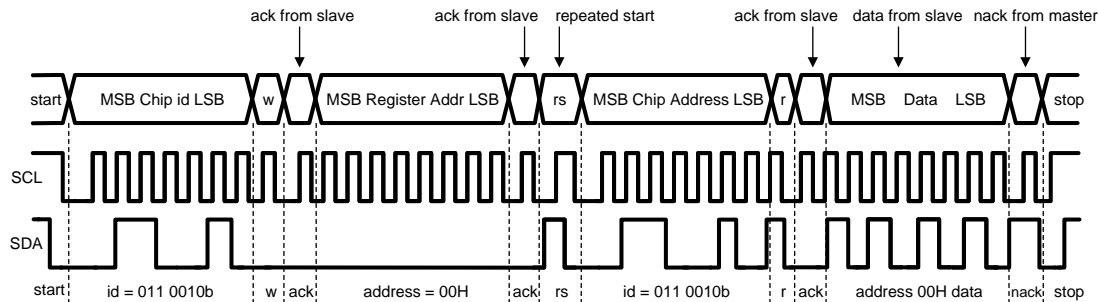 ack from slave ack from slave repeated start ack from slave data from slave nack from master
start MSB Chip id LSB w MSB Register Addr LSB rs MSB Chip Address LSB r MSB Data LSB stop
SCL
SDA
start id = 011 0010b w ack address = 00H ack rs id = 011 0010b r ack address 00H data nack stop